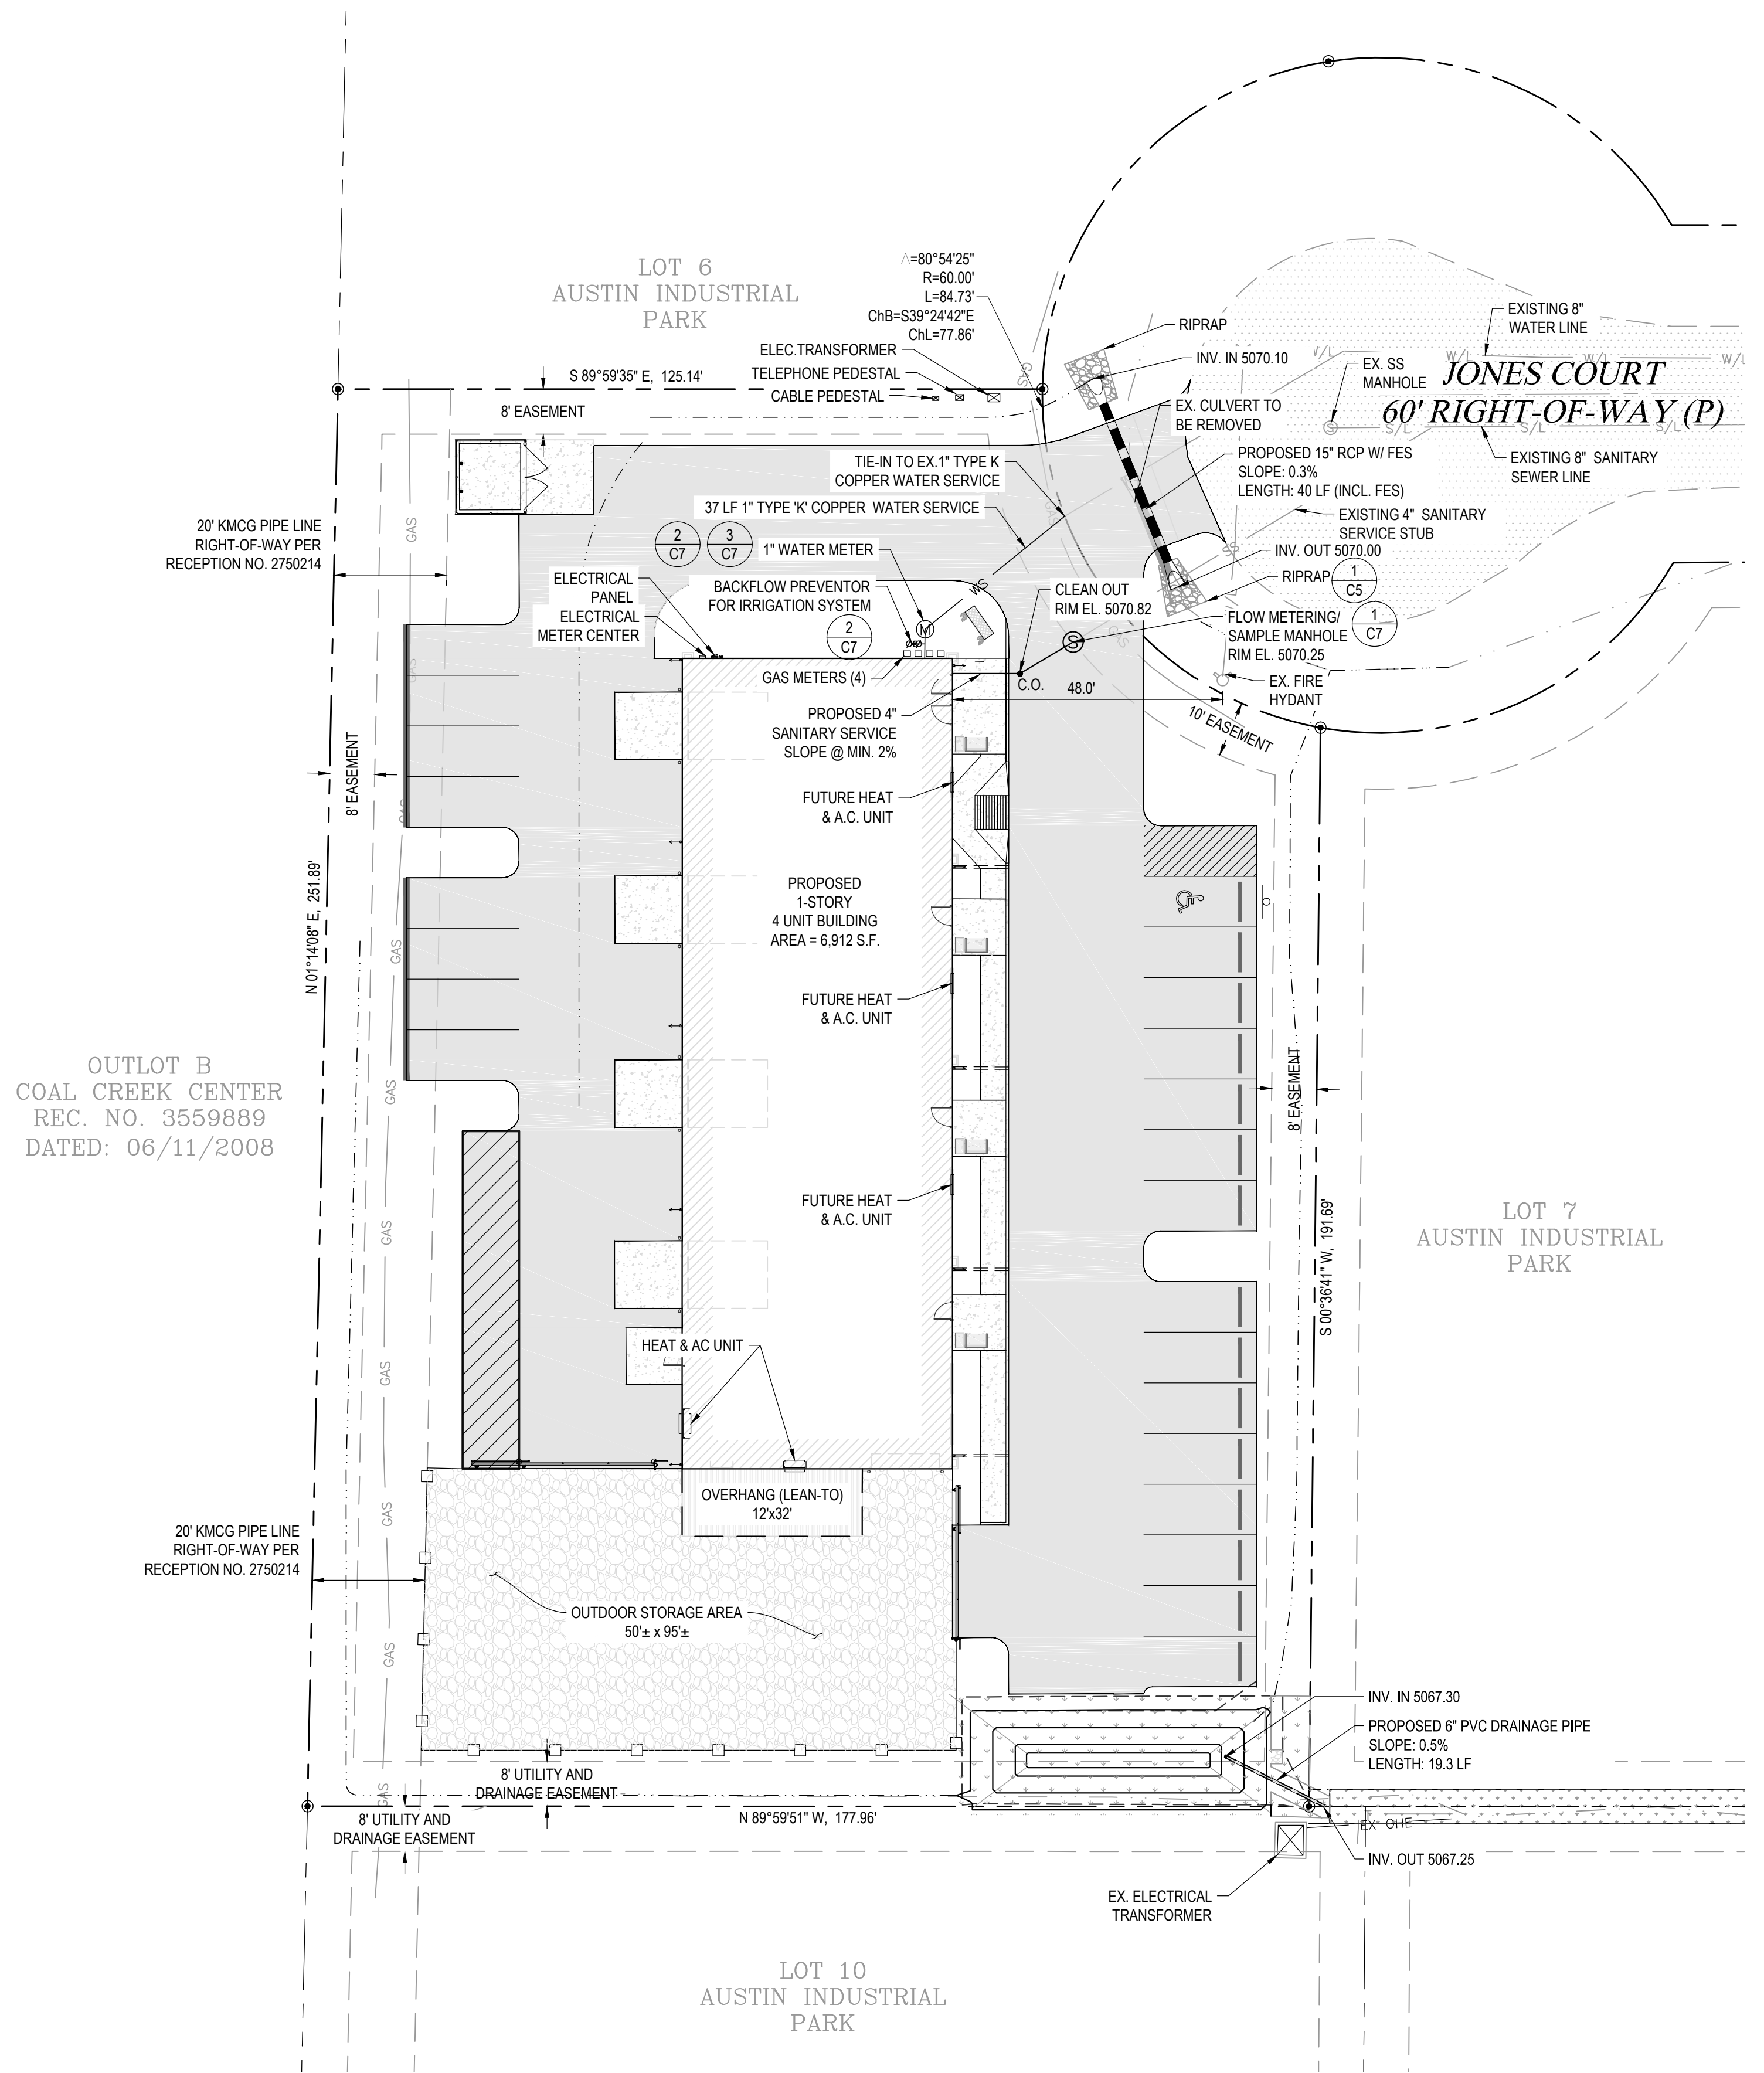 LOT 6
AUSTIN INDUSTRIAL
PARK
△=80°54'25"
R=60.00'
L=84.73'
ChB=S39°24'42"E
ChL=77.86'
ELEC.TRANSFORMER
TELEPHONE PEDESTAL
CABLE PEDESTAL
S 89°59'35" E, 125.14'
8' EASEMENT
RIPRAP
INV. IN 5070.10
EX. CULVERT TO
BE REMOVED
EXISTING 8"
WATER LINE
W/L
W/L
W/L
W/L
EX. SS
MANHOLE
JONES COURT
60' RIGHT-OF-WAY (P)
S
S/L
S/L
S/L
EXISTING 8" SANITARY
SEWER LINE
PROPOSED 15" RCP W/ FES
SLOPE: 0.3%
LENGTH: 40 LF (INCL. FES)
EXISTING 4" SANITARY
SERVICE STUB
INV. OUT 5070.00
RIPRAP
1
C5
FLOW METERING/
SAMPLE MANHOLE
RIM EL. 5070.25
1
C7
TIE-IN TO EX.1" TYPE K
COPPER WATER SERVICE
37 LF 1" TYPE 'K' COPPER WATER SERVICE
2
C7
3
C7
1" WATER METER
BACKFLOW PREVENTOR
FOR IRRIGATION SYSTEM
2
C7
ELECTRICAL
PANEL
ELECTRICAL
METER CENTER
M
WS
GAS
GAS
SS
CLEAN OUT
RIM EL. 5070.82
S
GAS METERS (4)
C.O.
48.0'
EX. FIRE
HYDANT
10' EASEMENT
20' KMCG PIPE LINE
RIGHT-OF-WAY PER
RECEPTION NO. 2750214
GAS
GAS
PROPOSED 4"
SANITARY SERVICE
SLOPE @ MIN. 2%
8' EASEMENT
GAS
FUTURE HEAT
& A.C. UNIT
PROPOSED
1-STORY
4 UNIT BUILDING
AREA = 6,912 S.F.
N 01°14'08" E, 251.89'
GAS
FUTURE HEAT
& A.C. UNIT
8' EASEMENT
OUTLOT B
COAL CREEK CENTER
REC. NO. 3559889
DATED: 06/11/2008
GAS
FUTURE HEAT
& A.C. UNIT
GAS
LOT 7
AUSTIN INDUSTRIAL
PARK
S 00°36'41" W, 191.69'
HEAT & AC UNIT
GAS
OVERHANG (LEAN-TO)
12'x32'
GAS
20' KMCG PIPE LINE
RIGHT-OF-WAY PER
RECEPTION NO. 2750214
OUTDOOR STORAGE AREA
50'± x 95'±
GAS
INV. IN 5067.30
PROPOSED 6" PVC DRAINAGE PIPE
SLOPE: 0.5%
LENGTH: 19.3 LF
8' UTILITY AND
DRAINAGE EASEMENT
GAS
8' UTILITY AND
DRAINAGE EASEMENT
N 89°59'51" W, 177.96'
EX OHE
INV. OUT 5067.25
EX. ELECTRICAL
TRANSFORMER
LOT 10
AUSTIN INDUSTRIAL
PARK